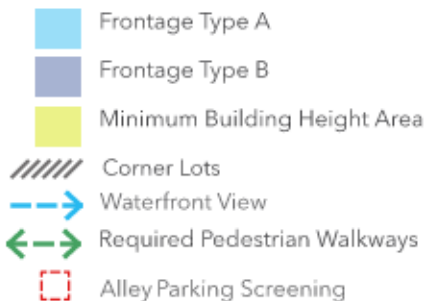 Frontage Type A
Frontage Type B
Minimum Building Height Area
Corner Lots
Waterfront View
Required Pedestrian Walkways
Alley Parking Screening